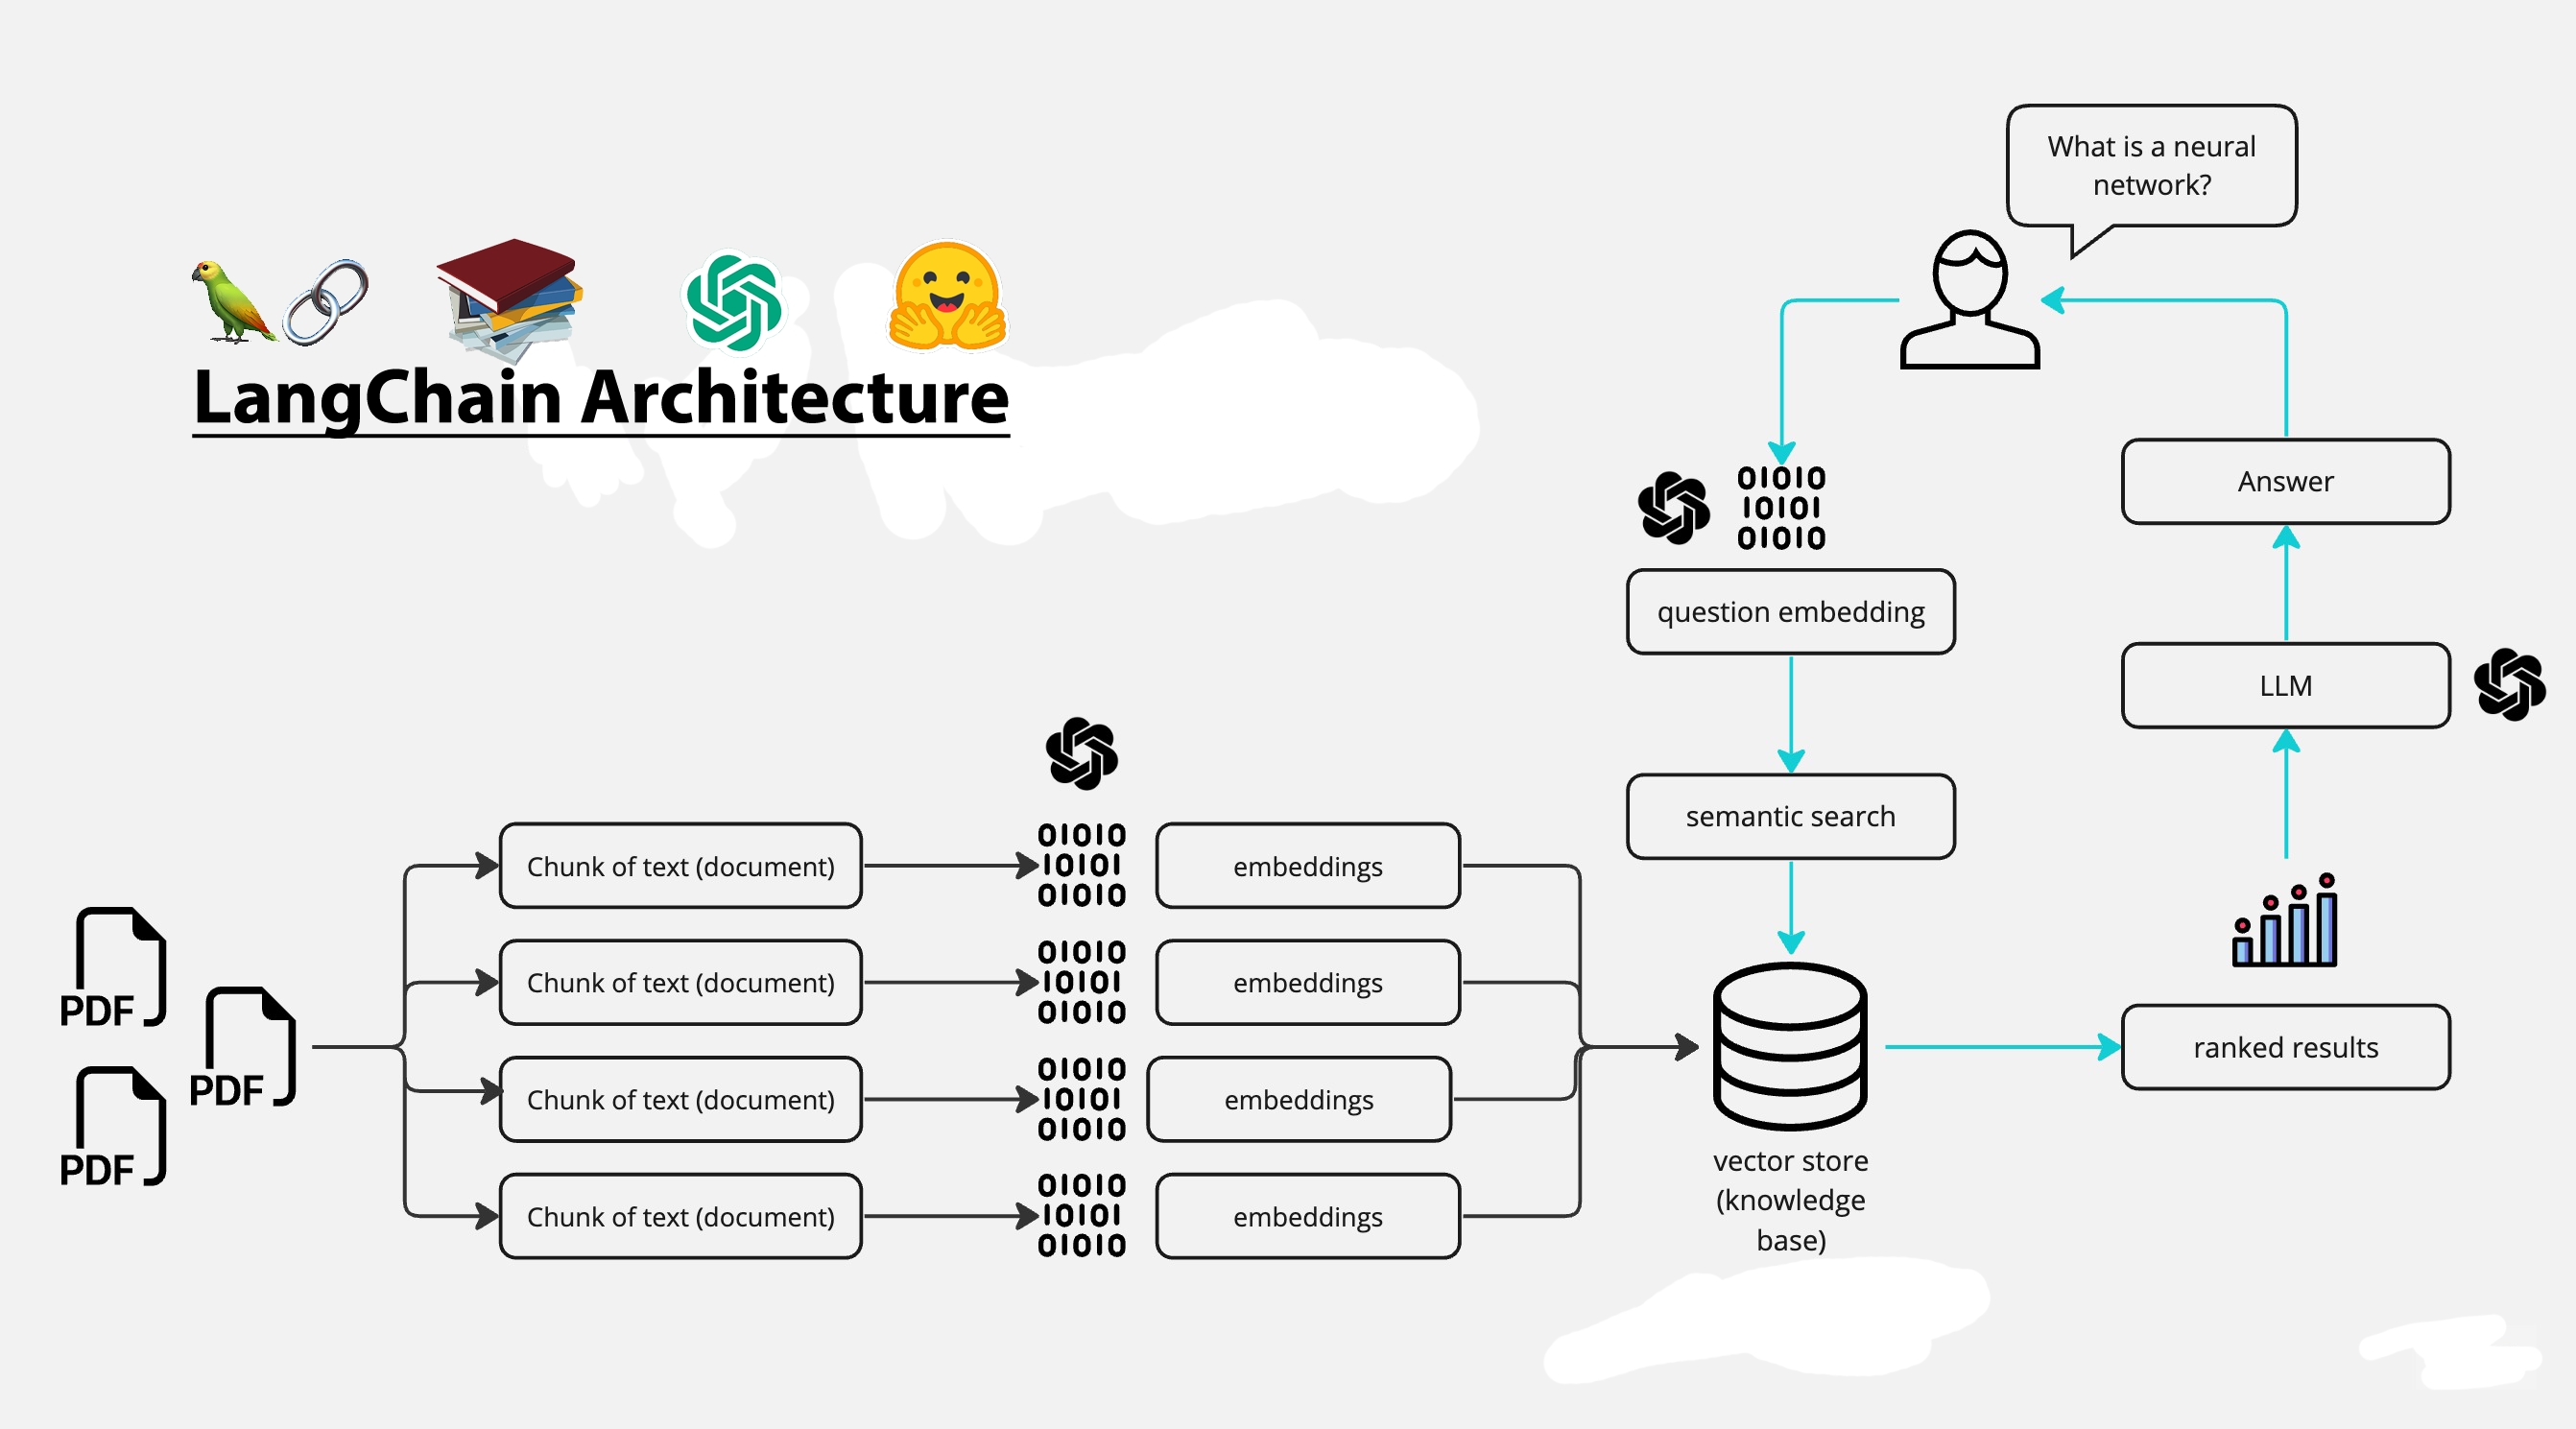 What is a neural
network?
LangChain Architecture
01010
10101
01010
Answer
question embedding
LLM
semantic search
01010
10101
01010
Chunk of text (document)
embeddings
01010
10101
01010
Chunk of text (document)
embeddings
PDF
PDF
ranked results
01010
10101
01010
Chunk of text (document)
embeddings
PDF
vector store
(knowledge
base)
01010
10101
01010
Chunk of text (document)
embeddings